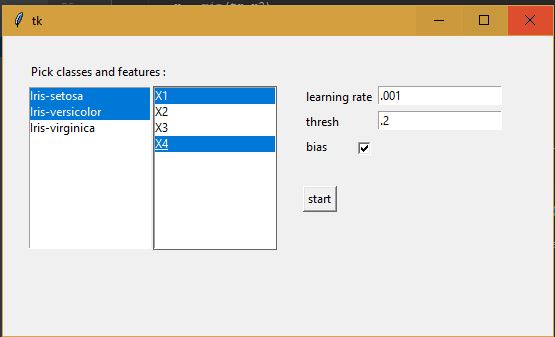 tk
Pick classes and features :
Iris-setosa
Iris-versicolor
Iris-virginica
X1
X2
X3
X4
learning rate .001
thresh .2
bias
start